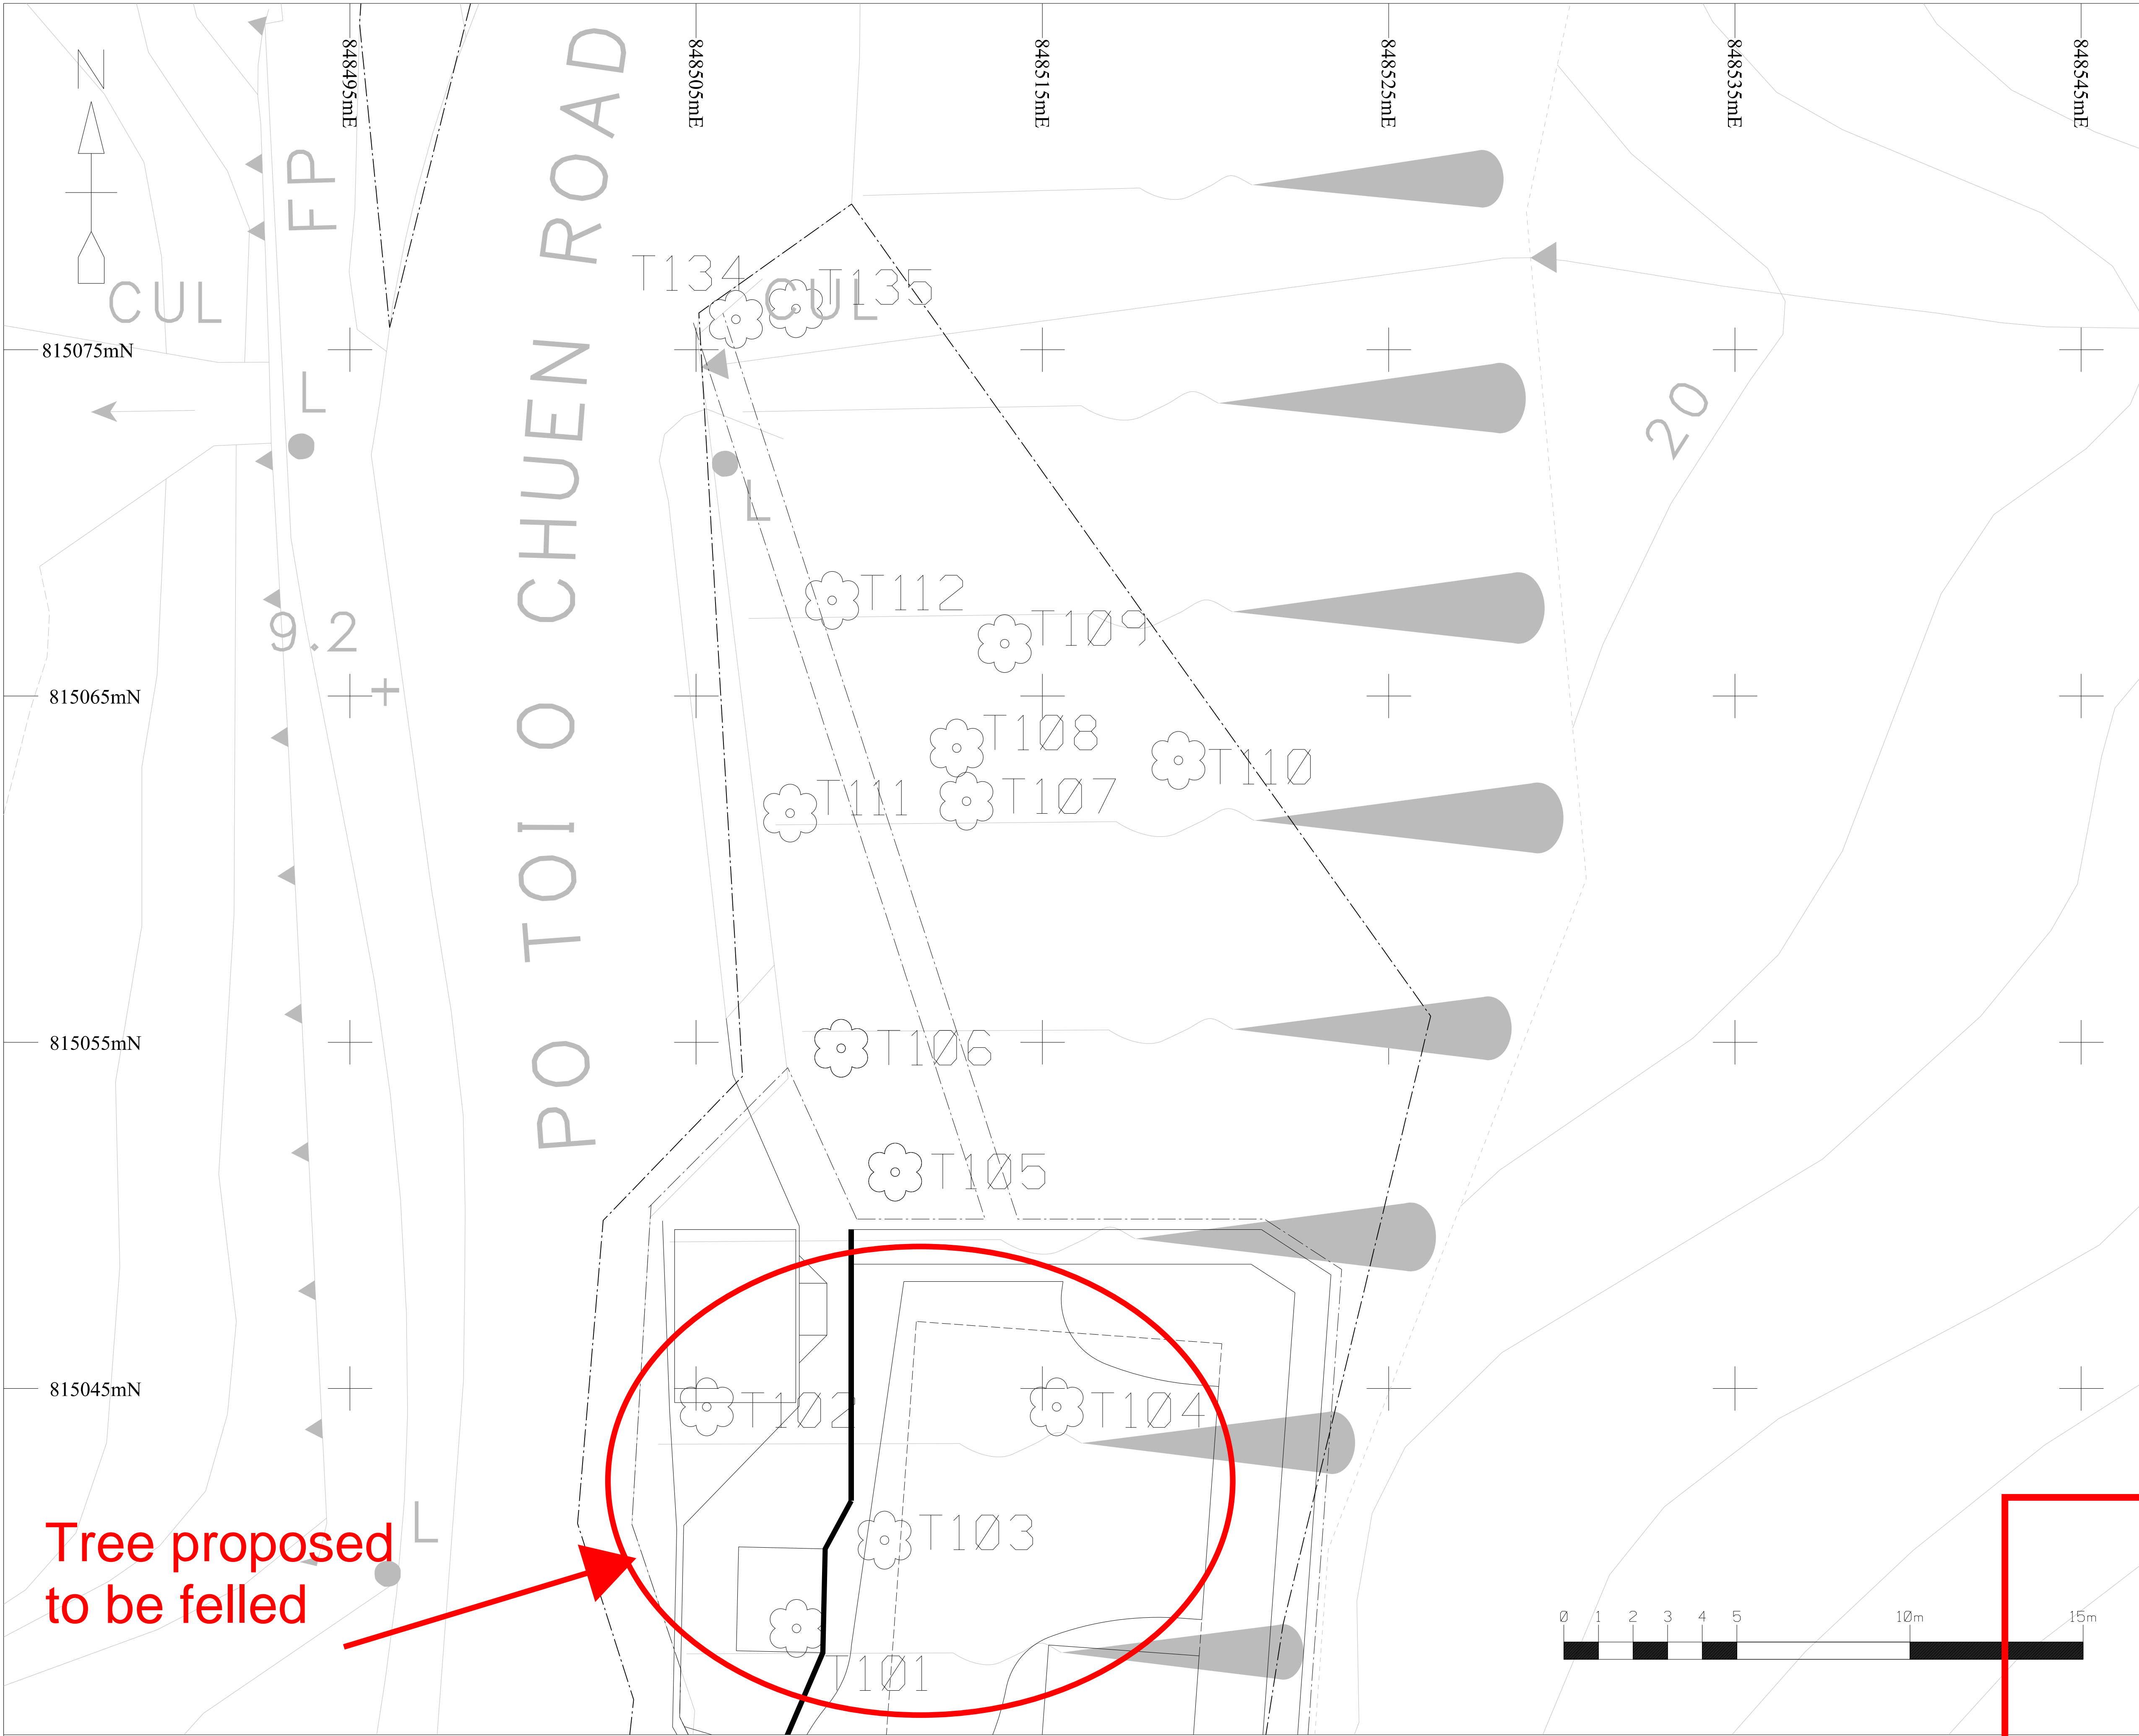 848495mE
848505mE
848515mE
848525mE
848535mE
848545mE
N
FP
PO TOI O CHUEN ROAD
CUL
T134
T135
CUL
815075mN
L
L
20
T112
T109
9.2
815065mN
T108
T110
T111
T107
815055mN
T106
T105
815045mN
T102
T104
L
T103
Tree proposed
to be felled
T101
0 1 2 3 4 5 10m 15m